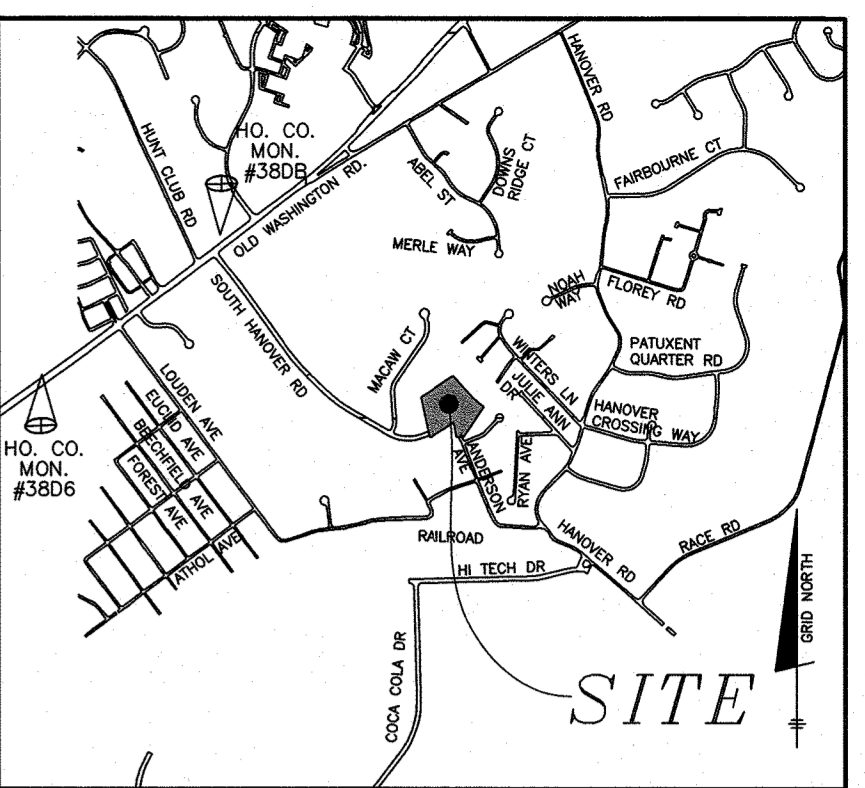 HANOVER RD
HUNT CLUB RD
HO. CO.
MON.
#38DB
OLD WASHINGTON RD.
ABEL ST
DOWNS
RIDGE CT
FAIRBOURNE CT
MERLE WAY
NOAH
WAY
FLOREY RD
SOUTH HANOVER RD
MACAW CT
WINTERS LN
JULIE ANN
DR
PATUXENT
QUARTER RD
HANOVER
CROSSING WAY
LOUDEN AVE
EUCLID AVE
BEECHFIELD AVE
FOREST AVE
ATHOL AVE
HO. CO.
MON.
#38D6
ANDERSON
AVE
RYAN AVE
RAILROAD
HANOVER RD
RACE RD
HI TECH DR
COCA COLA DR
GRID NORTH
SITE